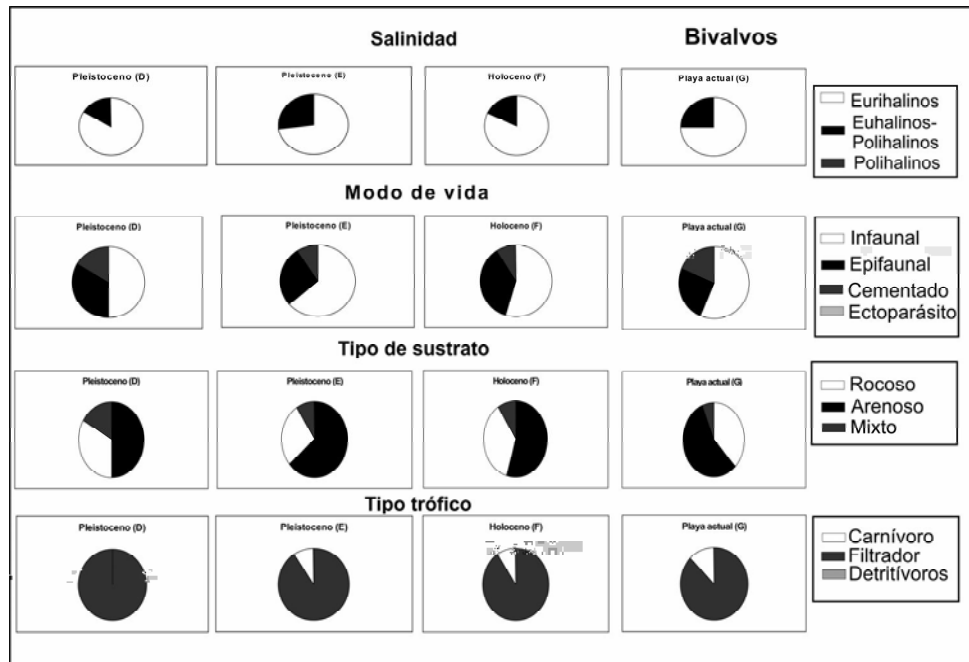 Salinidad Bivalvos
Pleistoceno (D) Pleistoceno (E) Holoceno (F) Playa actual (G)
Eurihalinos
Euhalinos-
Polihalinos
Polihalinos
Modo de vida
Pleistoceno (D) Pleistoceno (E) Holoceno (F) Playa actual (G)
Infaunal
Epifaunal
Cementado
Ectoparásito
Tipo de sustrato
Pleistoceno (D) Pleistoceno (E) Holoceno (F) Playa actual (G)
Rocoso
Arenoso
Mixto
Tipo trófico
Pleistoceno (D) Pleistoceno (E) Holoceno (F) Playa actual (G)
Carnívoro
Filtrador
Detritívoros